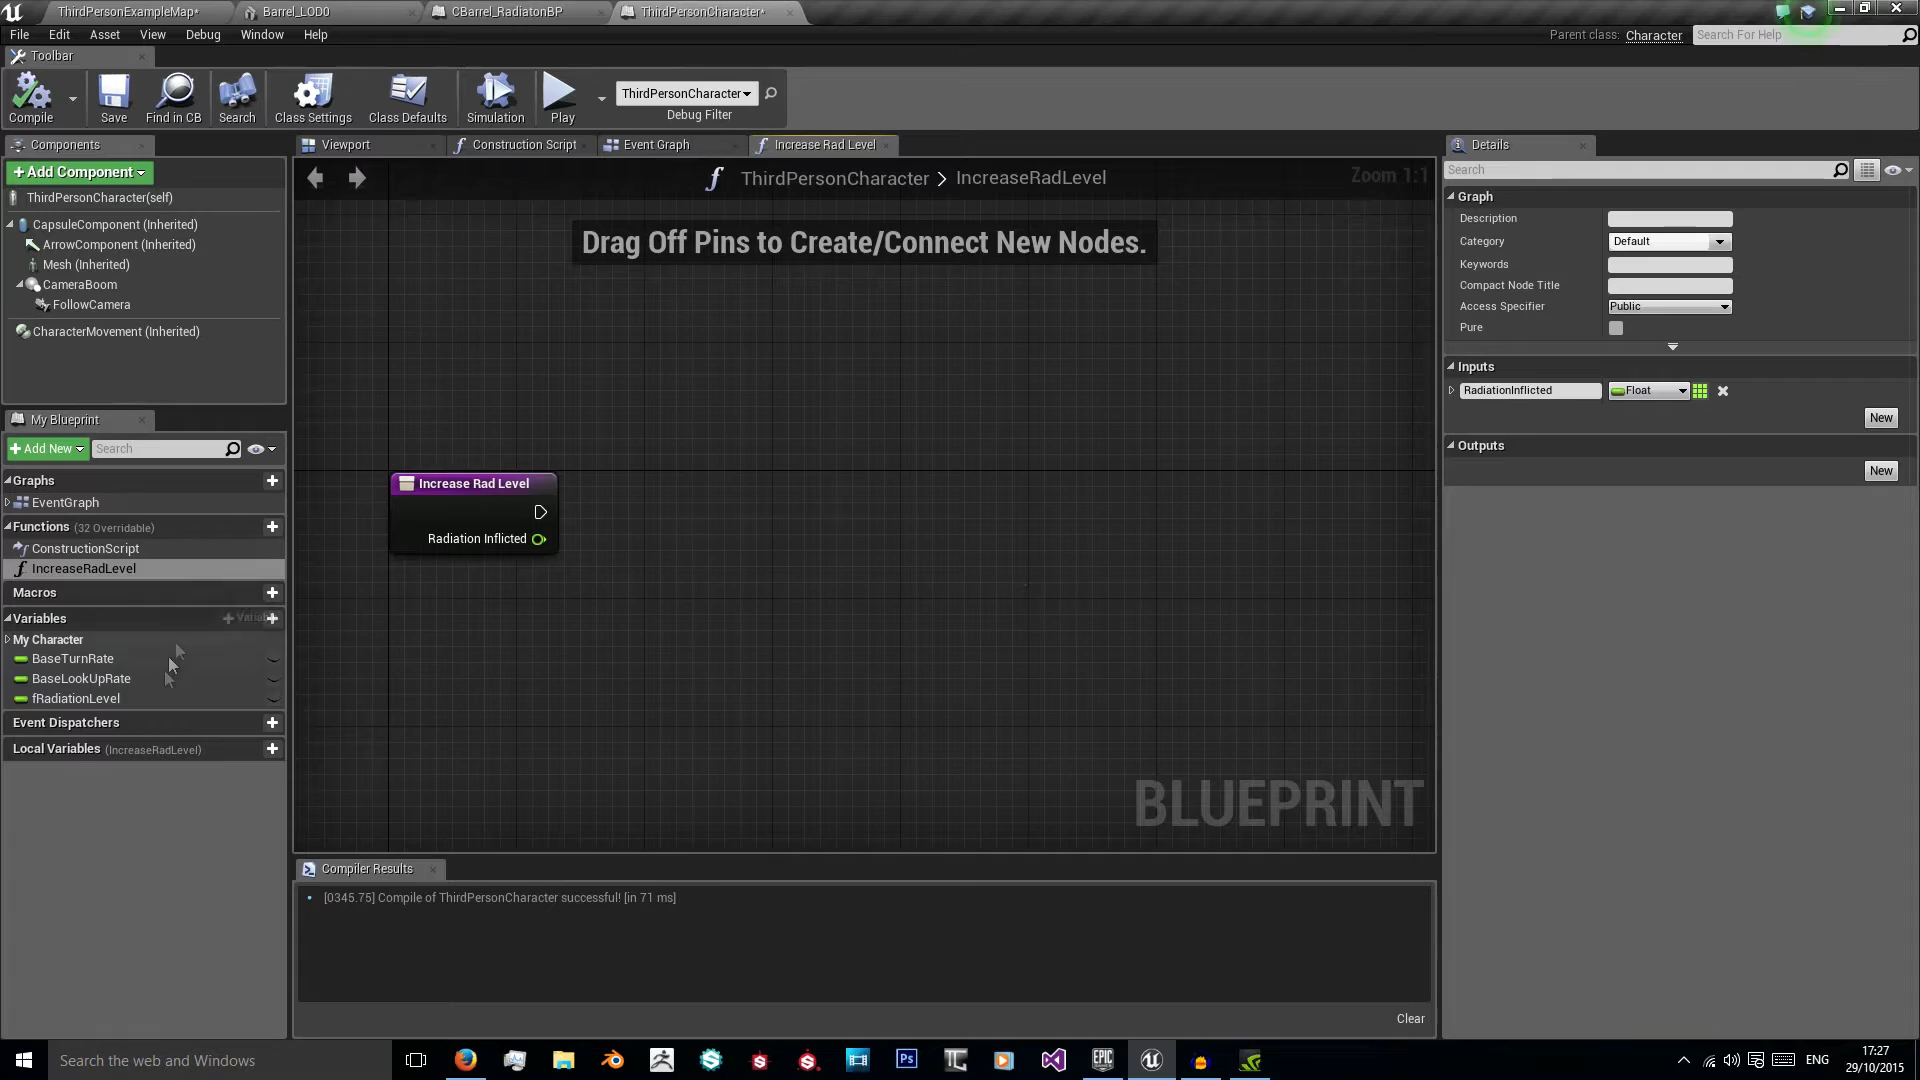 ThirdPersonExampleMap*
Barrel_LOD0
CBarrel_RadiatonBP
ThirdPersonCharacter*
File Edit Asset View Debug Window Help
Parent class: Character
Search For Help
Toolbar
Compile
Save
Find in CB
Search
Class Settings
Class Defaults
Simulation
Play
ThirdPersonCharacter
Debug Filter
Components
Add Component
ThirdPersonCharacter(self)
CapsuleComponent (Inherited)
ArrowComponent (Inherited)
Mesh (Inherited)
CameraBoom
FollowCamera
CharacterMovement (Inherited)
My Blueprint
Add New
Search
Graphs
EventGraph
Functions (32 Overridable)
ConstructionScript
IncreaseRadLevel
Macros
Variables
My Character
BaseTurnRate
BaseLookUpRate
fRadiationLevel
Event Dispatchers
Local Variables (IncreaseRadLevel)
Viewport
Construction Script
Event Graph
Increase Rad Level
ThirdPersonCharacter > IncreaseRadLevel
Zoom 1:1
Drag Off Pins to Create/Connect New Nodes.
Increase Rad Level
Radiation Inflicted
BLUEPRINT
Compiler Results
[0345.75] Compile of ThirdPersonCharacter successful! [in 71 ms]
Clear
Details
Search
Graph
Description
Category Default
Keywords
Compact Node Title
Access Specifier Public
Pure
Inputs
RadiationInflicted Float
New
Outputs
New
Search the web and Windows
Ps
EPIC
ENG
17:27
29/10/2015